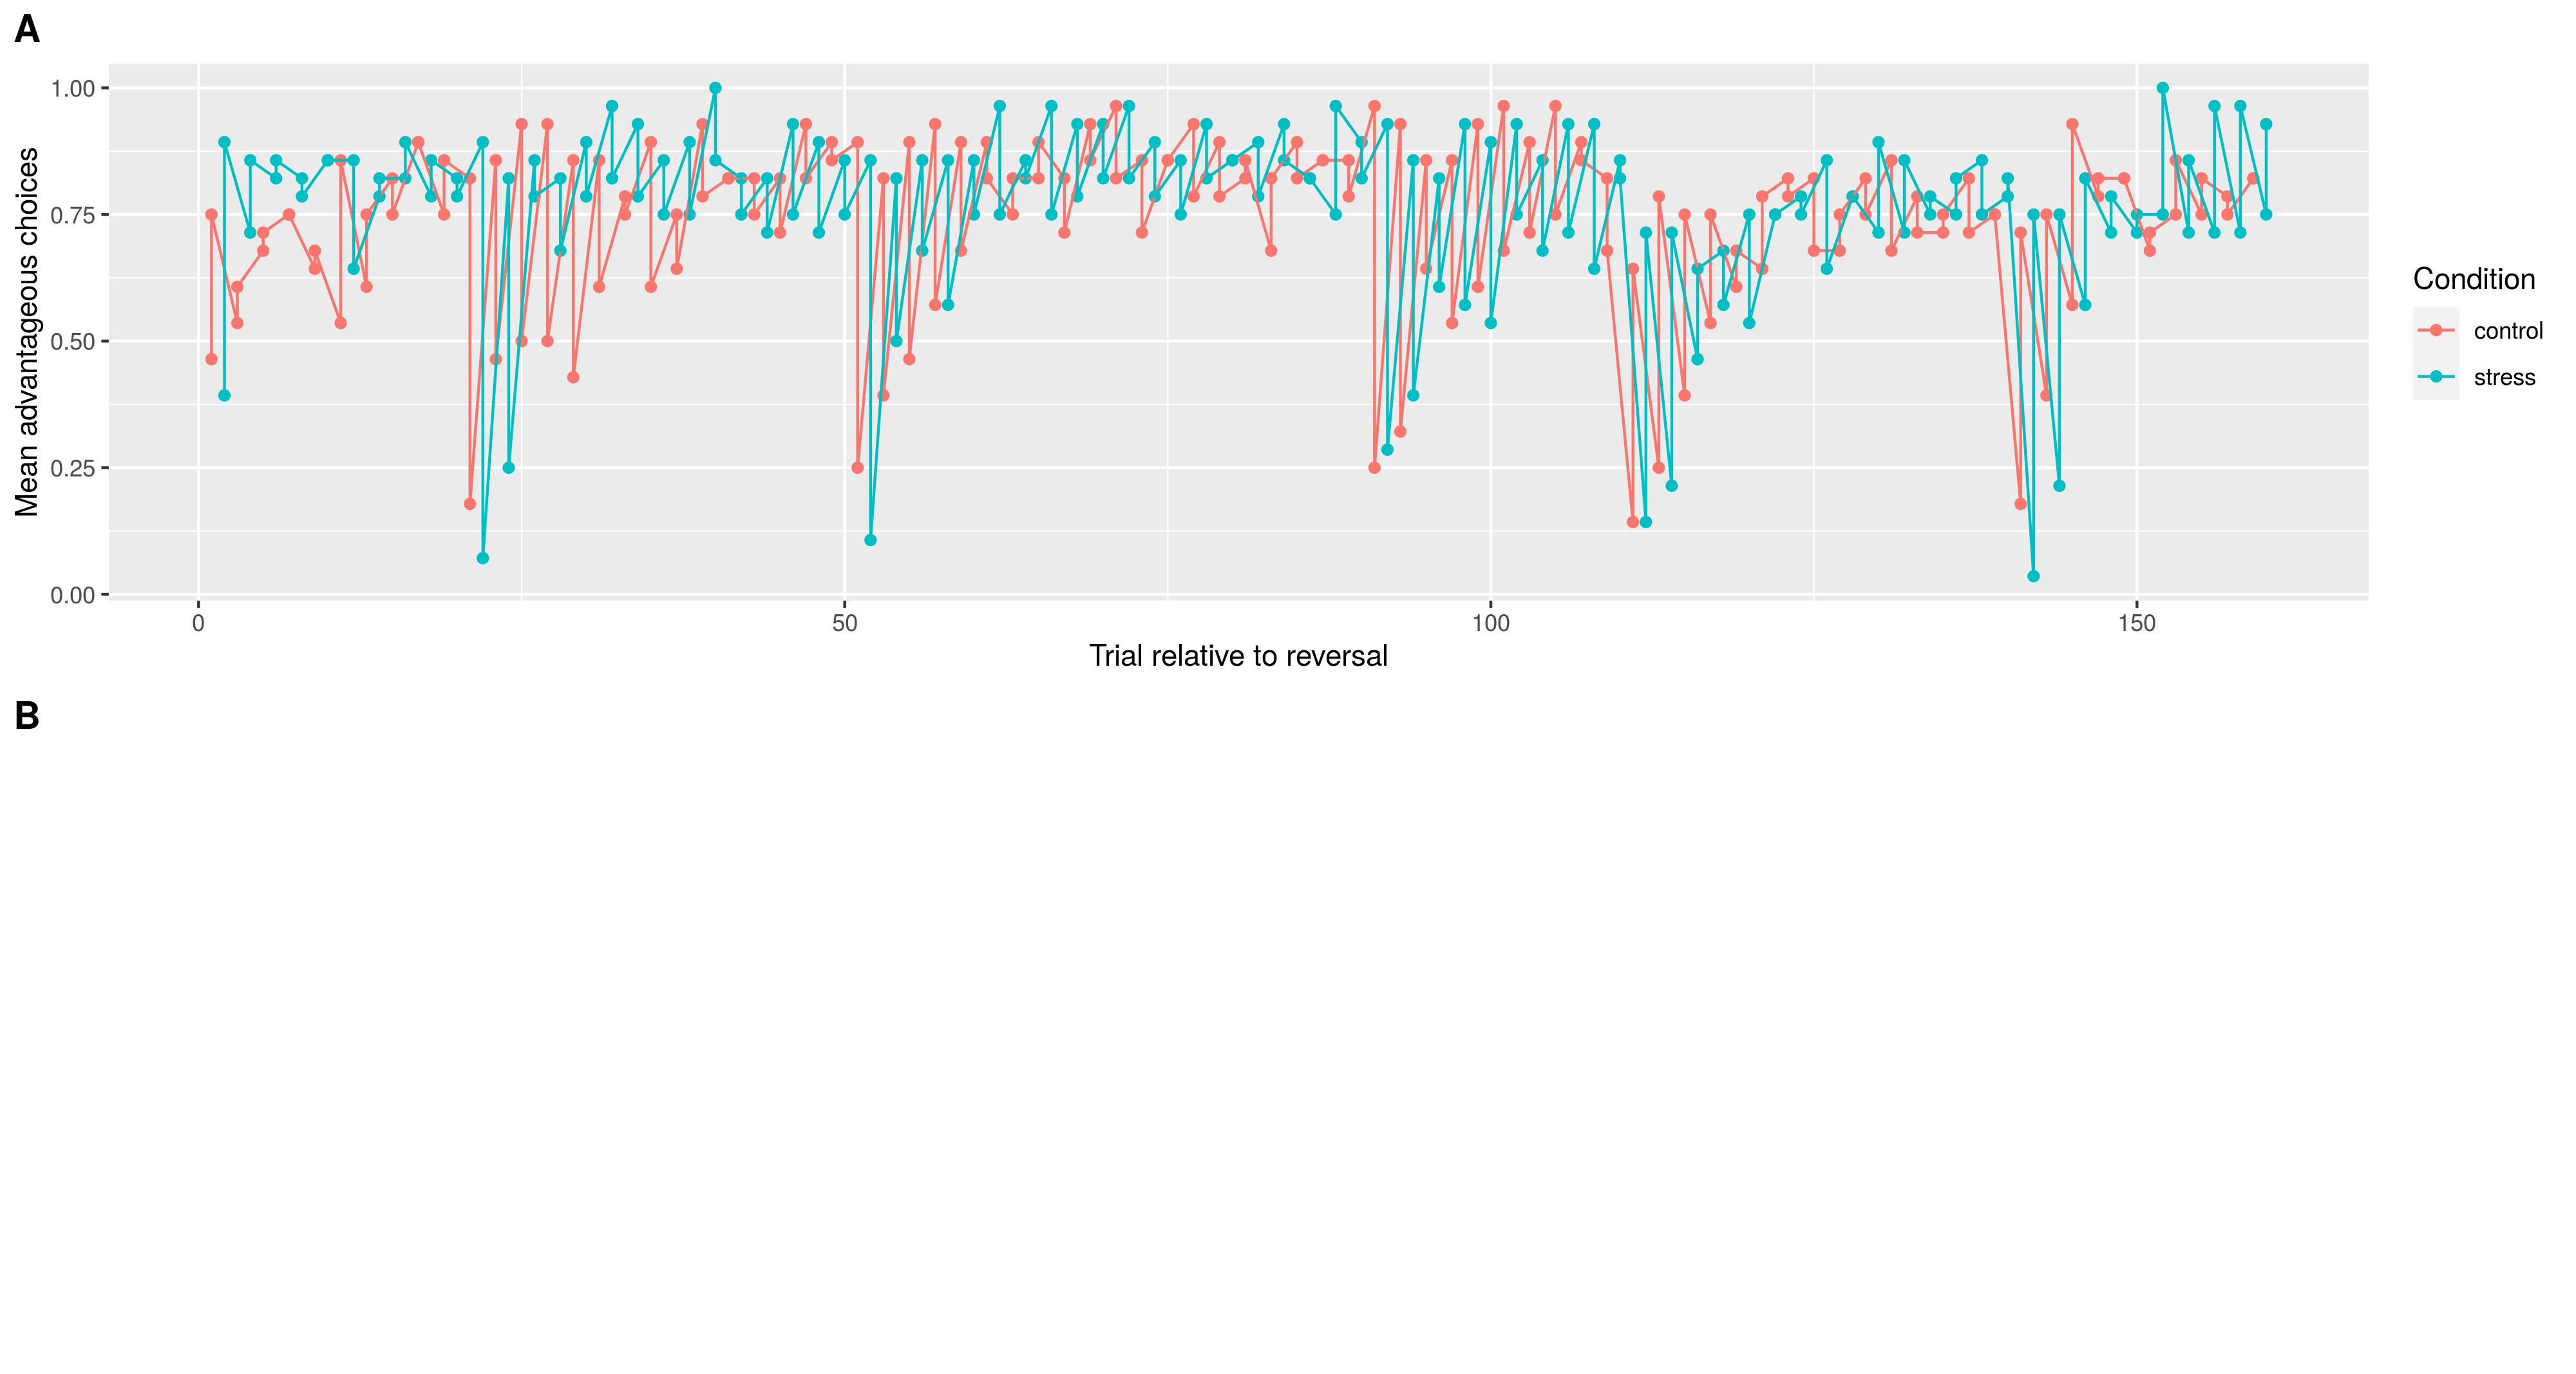 A
Mean advantageous choices
1.00
0.75
0.50
0.25
0.00
0 50 100 150
Trial relative to reversal
Condition
control
stress
B